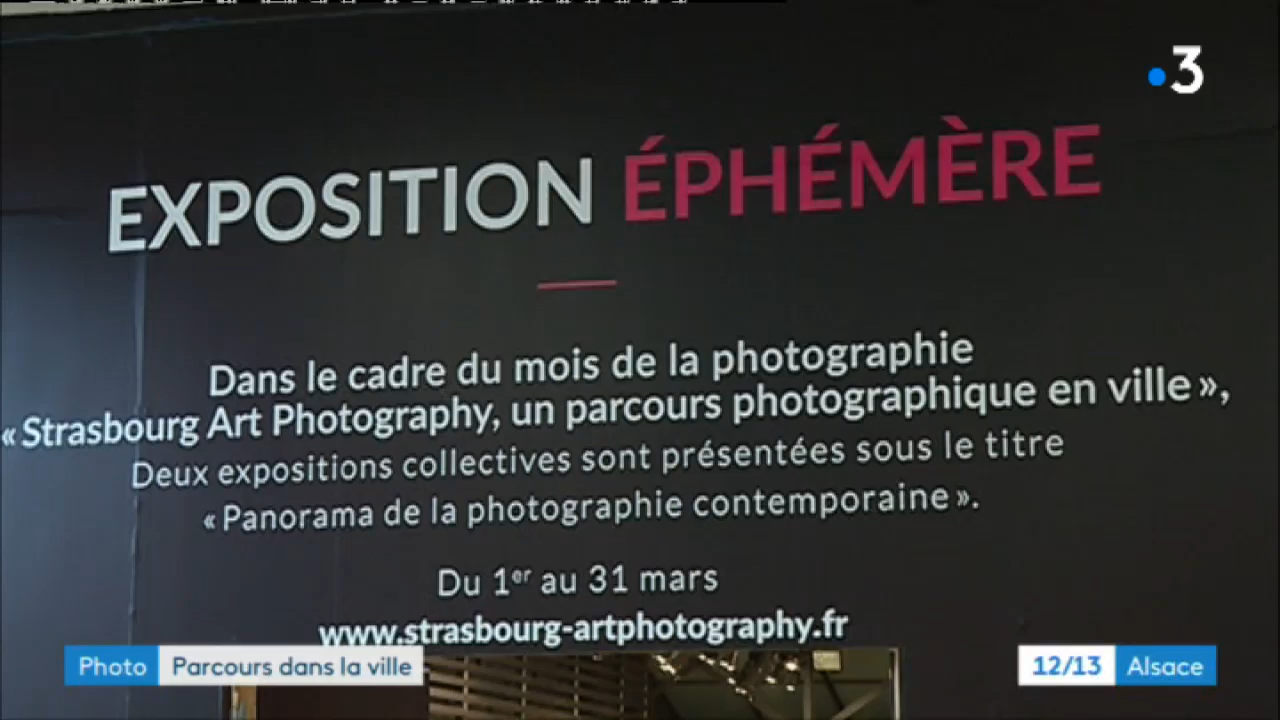 3
EXPOSITION ÉPHÉMÈRE
Dans le cadre du mois de la photographie
« Strasbourg Art Photography, un parcours photographique en ville »,
Deux expositions collectives sont présentées sous le titre
« Panorama de la photographie contemporaine ».
Du 1er au 31 mars
www.strasbourg-artphotography.fr
Photo Parcours dans la ville
12/13 Alsace